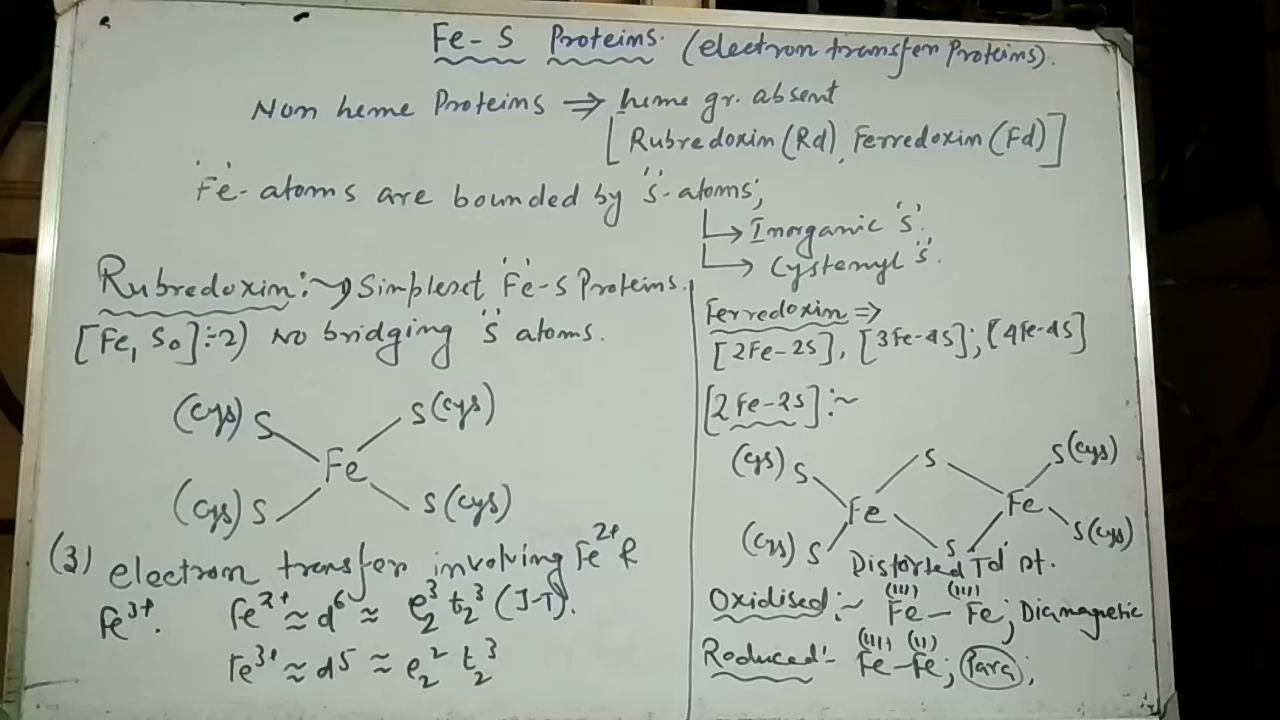 Fe-S Proteins. (electron transfer Proteins).
Non heme Proteins ⇒ heme gr. absent
[Rubredoxin(Rd), Ferredoxin(Fd)]
"Fe"-atoms are bounded by "S"-atoms;
↳ Inorganic "S".
↳ Cystemyl "S".
Rubredoxin:~) Simplest "Fe"-S Proteins.
[Fe, S₀]:-2) No bridging "S" atoms.
(cys) S S(cys)
Fe
(cys) S S(cys)
(3) electron transfer involving Fe²⁺ &
Fe³⁺. Fe²⁺ ≈ d⁶ ≈ e₂³ t₂³ (J-T).
Fe³⁺ ≈ d5 ≈ e₂² t₂³
Ferredoxin ⇒
[2Fe-2S], [3Fe-4S]; [4Fe-4S]
[2Fe-2S]:~
(cys) S S S(cys)
Fe Fe
(cys) S S S(cys)
Distorted Td pt.
Oxidised:~ Fe(III) - Fe(III); Diamagnetic
Reduced:- Fe(III)-Fe(II); Para;